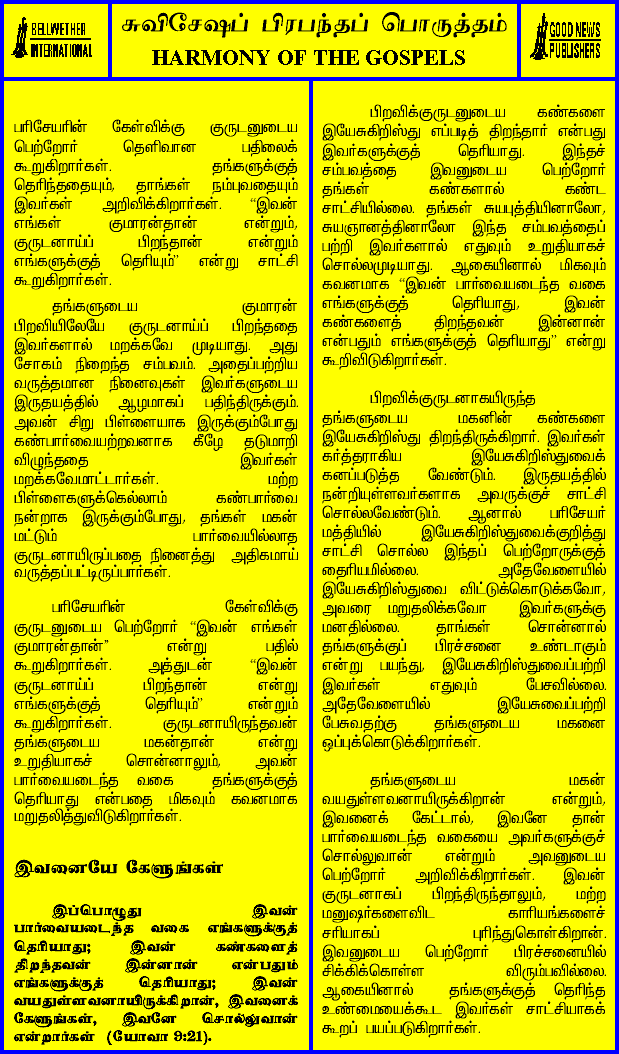 BELLWETHER
INTERNATIONAL
சுவிசேஷப் பிரபந்தப் பொருத்தம்
HARMONY OF THE GOSPELS
GOOD NEWS
PUBLISHERS
பரிசேயரின் கேள்விக்கு குருடனுடைய
பெற்றோர் தெளிவான பதிலைக்
கூறுகிறார்கள். தங்களுக்குத்
தெரிந்ததையும், தாங்கள் நம்புவதையும்
இவர்கள் அறிவிக்கிறார்கள். “இவன்
எங்கள் குமாரன்தான் என்றும்,
குருடனாய்ப் பிறந்தான் என்றும்
எங்களுக்குத் தெரியும்” என்று சாட்சி
கூறுகிறார்கள்.
தங்களுடைய குமாரன்
பிறவியிலேயே குருடனாய்ப் பிறந்ததை
இவர்களால் மறக்கவே முடியாது. அது
சோகம் நிறைந்த சம்பவம். அதைப்பற்றிய
வருத்தமான நினைவுகள் இவர்களுடைய
இருதயத்தில் ஆழமாகப் பதிந்திருக்கும்.
அவன் சிறு பிள்ளையாக இருக்கும்போது
கண்பார்வையற்றவனாக கீழே தடுமாறி
விழுந்ததை இவர்கள்
மறக்கவேமாட்டார்கள். மற்ற
பிள்ளைகளுக்கெல்லாம் கண்பார்வை
நன்றாக இருக்கும்போது, தங்கள் மகன்
மட்டும் பார்வையில்லாத
குருடனாயிருப்பதை நினைத்து அதிகமாய்
வருத்தப்பட்டிருப்பார்கள்.
பரிசேயரின் கேள்விக்கு
குருடனுடைய பெற்றோர் “இவன் எங்கள்
குமாரன்தான்” என்று பதில்
கூறுகிறார்கள். அத்துடன் “இவன்
குருடனாய்ப் பிறந்தான் என்று
எங்களுக்குத் தெரியும்” என்றும்
கூறுகிறார்கள். குருடனாயிருந்தவன்
தங்களுடைய மகன்தான் என்று
உறுதியாகச் சொன்னாலும், அவன்
பார்வையடைந்த வகை தங்களுக்குத்
தெரியாது என்பதை மிகவும் கவனமாக
மறுதலித்துவிடுகிறார்கள்.
இவனையே கேளுங்கள்
இப்பொழுது இவன்
பார்வையடைந்த வகை எங்களுக்குத்
தெரியாது; இவன் கண்களைத்
திறந்தவன் இன்னான் என்பதும்
எங்களுக்குத் தெரியாது; இவன்
வயதுள்ளவனாயிருக்கிறான், இவனைக்
கேளுங்கள், இவனே சொல்லுவான்
என்றார்கள் (யோவா 9:21).
பிறவிக்குருடனுடைய கண்களை
இயேசுகிறிஸ்து எப்படித் திறந்தார் என்பது
இவர்களுக்குத் தெரியாது. இந்தச்
சம்பவத்தை இவனுடைய பெற்றோர்
தங்கள் கண்களால் கண்ட
சாட்சியில்லை. தங்கள் சுயபுத்தியினாலோ,
சுயஞானத்தினாலோ இந்த சம்பவத்தைப்
பற்றி இவர்களால் எதுவும் உறுதியாகச்
சொல்லமுடியாது. ஆகையினால் மிகவும்
கவனமாக “இவன் பார்வையடைந்த வகை
எங்களுக்குத் தெரியாது, இவன்
கண்களைத் திறந்தவன் இன்னான்
என்பதும் எங்களுக்குத் தெரியாது” என்று
கூறிவிடுகிறார்கள்.
பிறவிக்குருடனாகயிருந்த
தங்களுடைய மகனின் கண்களை
இயேசுகிறிஸ்து திறந்திருக்கிறார். இவர்கள்
கர்த்தராகிய இயேசுகிறிஸ்துவைக்
கனப்படுத்த வேண்டும். இருதயத்தில்
நன்றியுள்ளவர்களாக அவருக்குச் சாட்சி
சொல்லவேண்டும். ஆனால் பரிசேயர்
மத்தியில் இயேசுகிறிஸ்துவைக்குறித்து
சாட்சி சொல்ல இந்தப் பெற்றோருக்குத்
தைரியமில்லை. அதேவேளையில்
இயேசுகிறிஸ்துவை விட்டுக்கொடுக்கவோ,
அவரை மறுதலிக்கவோ இவர்களுக்கு
மனதில்லை. தாங்கள் சொன்னால்
தங்களுக்குப் பிரச்சனை உண்டாகும்
என்று பயந்து, இயேசுகிறிஸ்துவைப்பற்றி
இவர்கள் எதுவும் பேசவில்லை.
அதேவேளையில் இயேசுவைப்பற்றி
பேசுவதற்கு தங்களுடைய மகனை
ஒப்புக்கொடுக்கிறார்கள்.
தங்களுடைய மகன்
வயதுள்ளவனாயிருக்கிறான் என்றும்,
இவனைக் கேட்டால், இவனே தான்
பார்வையடைந்த வகையை அவர்களுக்குச்
சொல்லுவான் என்றும் அவனுடைய
பெற்றோர் அறிவிக்கிறார்கள். இவன்
குருடனாகப் பிறந்திருந்தாலும், மற்ற
மனுஷர்களைவிட காரியங்களைச்
சரியாகப் புரிந்துகொள்கிறான்.
இவனுடைய பெற்றோர் பிரச்சனையில்
சிக்கிக்கொள்ள விரும்பவில்லை.
ஆகையினால் தங்களுக்குத் தெரிந்த
உண்மையைக்கூட இவர்கள் சாட்சியாகக்
கூறப் பயப்படுகிறார்கள்.